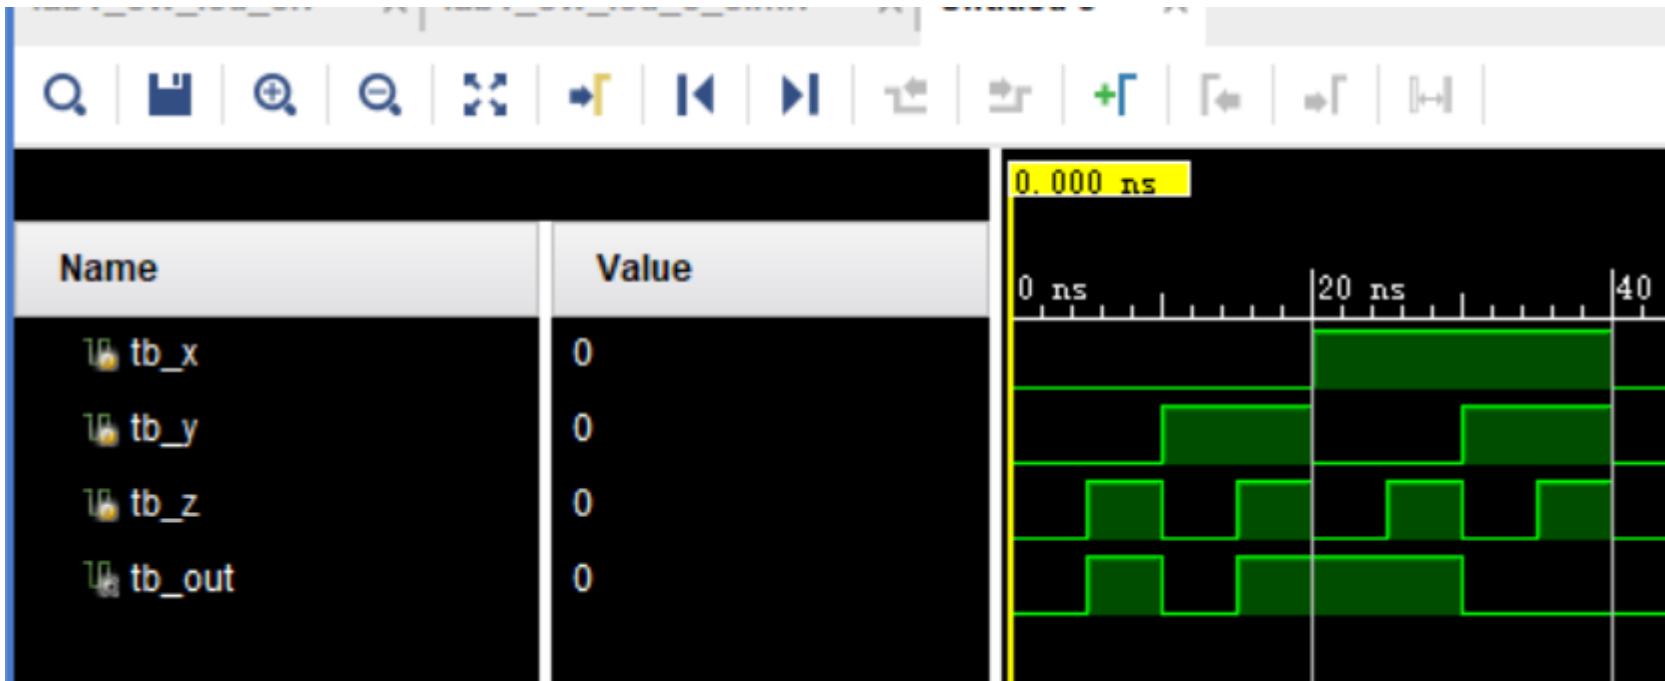 0.000 ns
Name Value
0 ns 20 ns 40
tb_x 0
tb_y 0
tb_z 0
tb_out 0